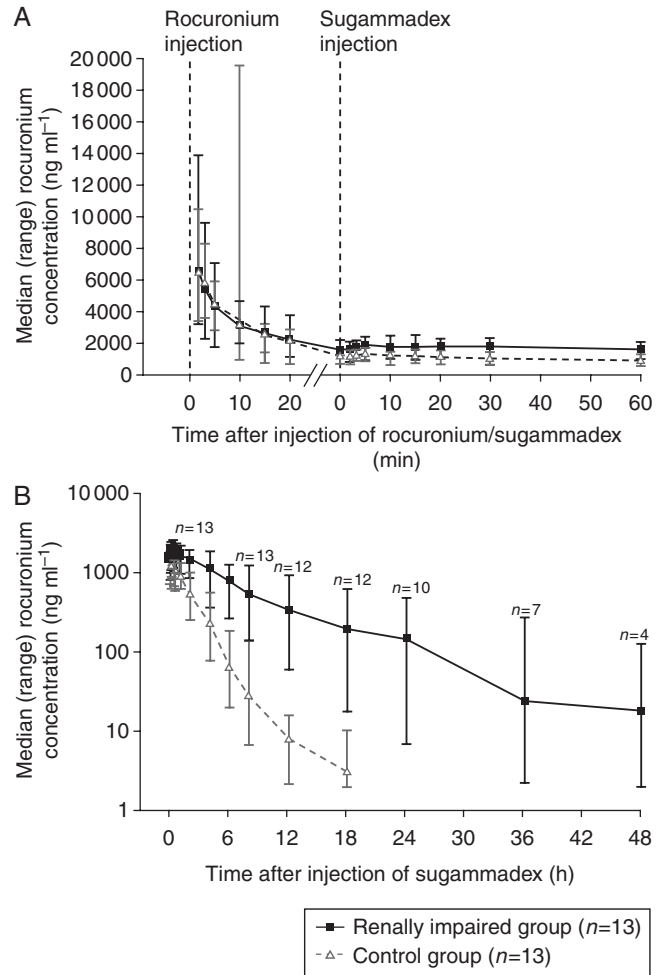 A
Rocuronium injection
Sugammadex injection
Median (range) rocuronium concentration (ng ml⁻¹)
20 000
18 000
16 000
14 000
12 000
10 000
8000
6000
4000
2000
0
0 10 20 0 10 20 30 40 50 60
Time after injection of rocuronium/sugammadex (min)
B
Median (range) rocuronium concentration (ng ml⁻¹)
10 000
1000
100
10
1
n=13
n=13
n=12
n=12
n=10
n=7
n=4
0 6 12 18 24 30 36 42 48
Time after injection of sugammadex (h)
Renally impaired group (n=13)
Control group (n=13)